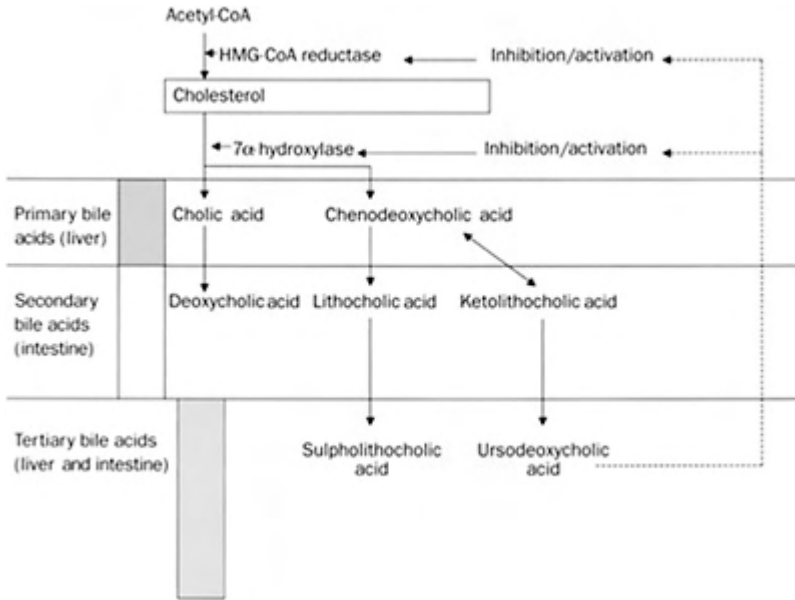 Acetyl-CoA
HMG-CoA reductase
Inhibition/activation
Cholesterol
7α-hydroxylase
Inhibition/activation
Primary bile
acids (liver)
Cholic acid
Chenodeoxycholic acid
Secondary
bile acids
(intestine)
Deoxycholic acid
Lithocholic acid
Ketolithocholic acid
Tertiary bile acids
(liver and intestine)
Sulpholithocholic
acid
Ursodeoxycholic
acid